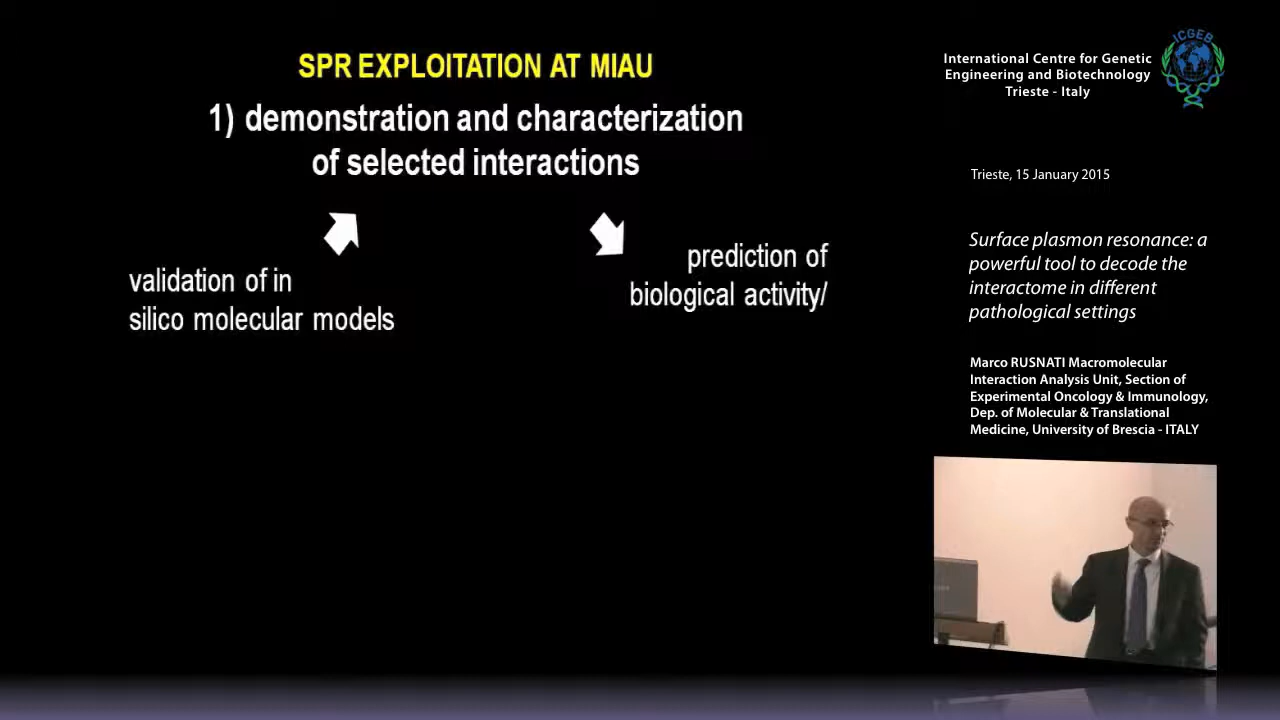 SPR EXPLOITATION AT MIAU
1) demonstration and characterization
of selected interactions
validation of in
silico molecular models
prediction of
biological activity/
International Centre for Genetic
Engineering and Biotechnology
Trieste - Italy
ICGEB
Trieste, 15 January 2015
Surface plasmon resonance: a
powerful tool to decode the
interactome in different
pathological settings
Marco RUSNATI Macromolecular
Interaction Analysis Unit, Section of
Experimental Oncology & Immunology,
Dep. of Molecular & Translational
Medicine, University of Brescia - ITALY